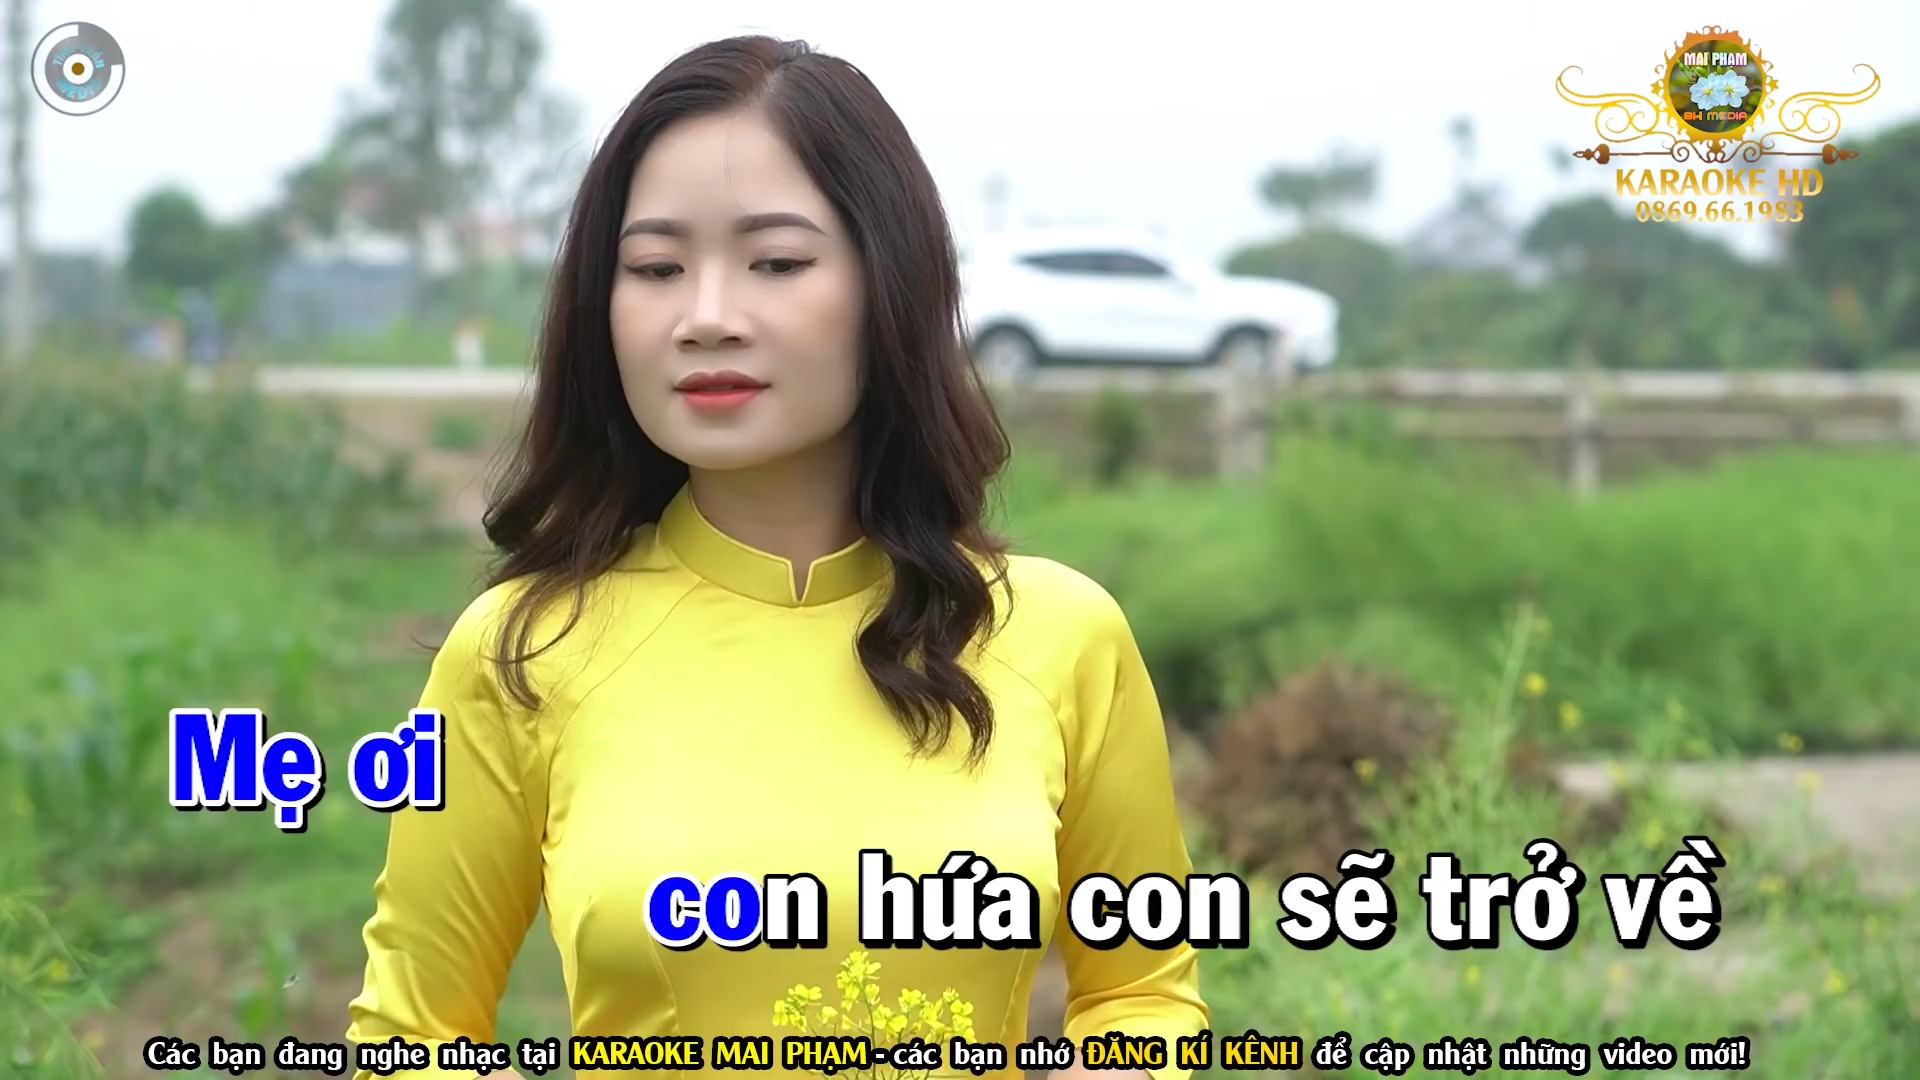 MAI PHẠM
BH MEDIA
KARAOKE HD
0869.66.1983
Mẹ ơi
con hứa con sẽ trở về
Các bạn đang nghe nhạc tại KARAOKE MAI PHẠM - các bạn nhớ ĐĂNG KÍ KÊNH để cập nhật những video mới!